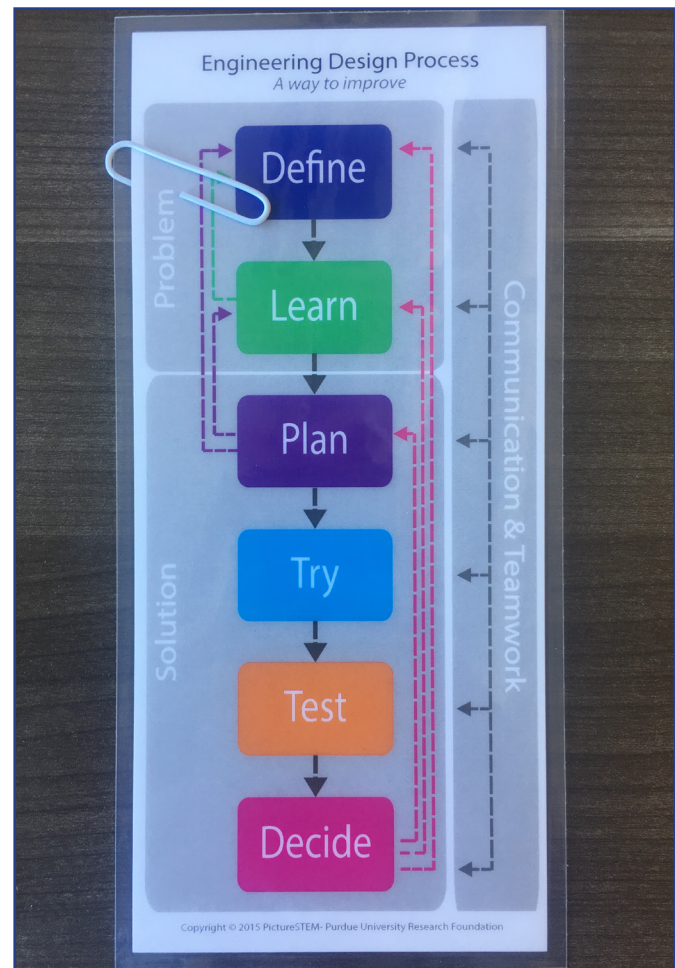 Engineering Design Process
A way to improve
Problem
Define
Learn
Solution
Plan
Try
Test
Decide
Communication & Teamwork
Copyright © 2015 PictureSTEM- Purdue University Research Foundation